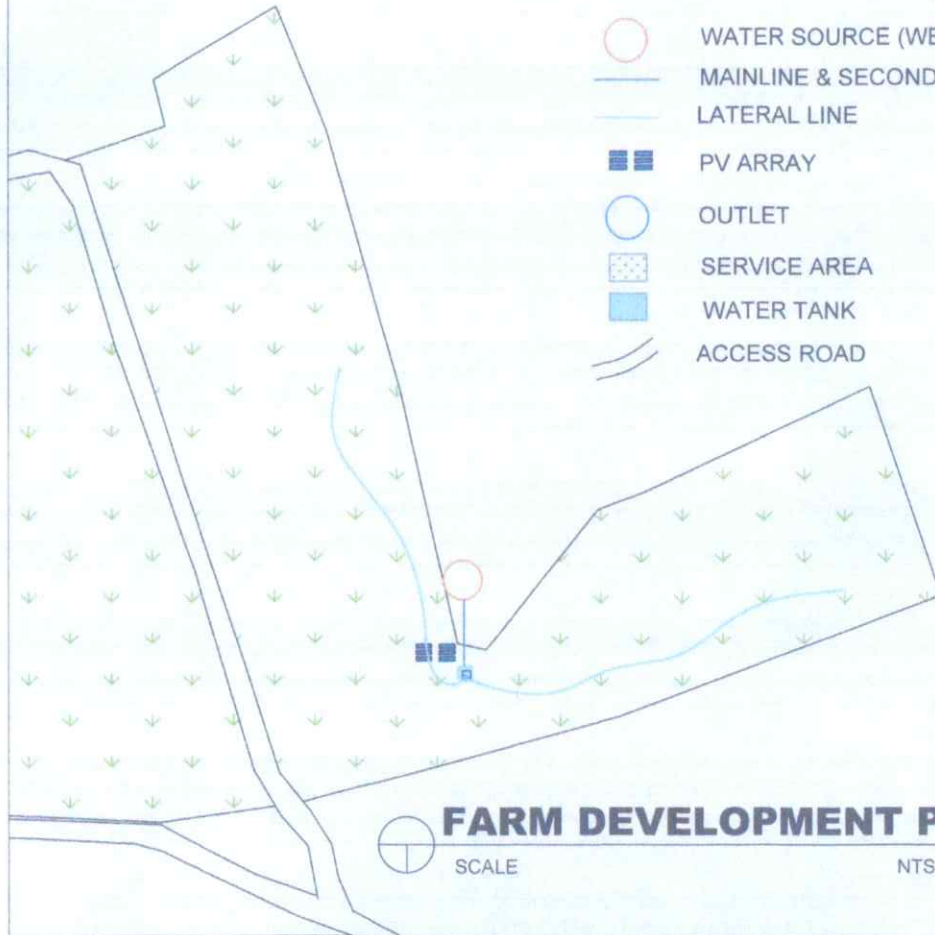 WATER SOURCE (WE
MAINLINE & SECOND
LATERAL LINE
PV ARRAY
OUTLET
SERVICE AREA
WATER TANK
ACCESS ROAD
FARM DEVELOPMENT P
SCALE NTS